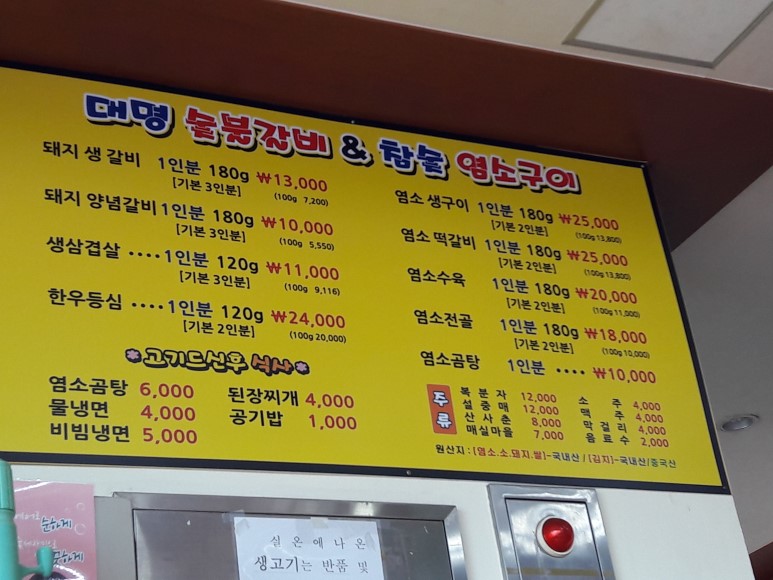 대명 숯불갈비 & 참숯 염소구이
돼지 생 갈비 1인분 180g ₩13,000
[기본 3인분] (100g 7,200)
돼지 양념갈비 1인분 180g ₩10,000
[기본 3인분] (100g 5,550)
생삼겹살 ···· 1인분 120g ₩11,000
[기본 3인분] (100g 9,116)
한우등심 ···· 1인분 120g ₩24,000
[기본 2인분] (100g 20,000)
*고기드신후 식사*
염소곰탕 6,000 된장찌개 4,000
물냉면 4,000 공기밥 1,000
비빔냉면 5,000
염소 생구이 1인분 180g ₩25,000
[기본 2인분] (100g 13,800)
염소 떡갈비 1인분 180g ₩25,000
[기본 2인분] (100g 13,800)
염소수육 1인분 180g ₩20,000
[기본 2인분] (100g 11,000)
염소전골 1인분 180g ₩18,000
[기본 2인분] (100g 10,000)
염소곰탕 1인분 ···· ₩10,000
주류
복분자 12,000 소주 4,000
설중매 12,000 맥주 4,000
산사춘 8,000 막걸리 4,000
매실마을 7,000 음료수 2,000
원산지 : [염소.소.돼지.쌀]-국내산 / [김치]-국내산/중국산
순하게
실온에 나온
생고기는 반품 및